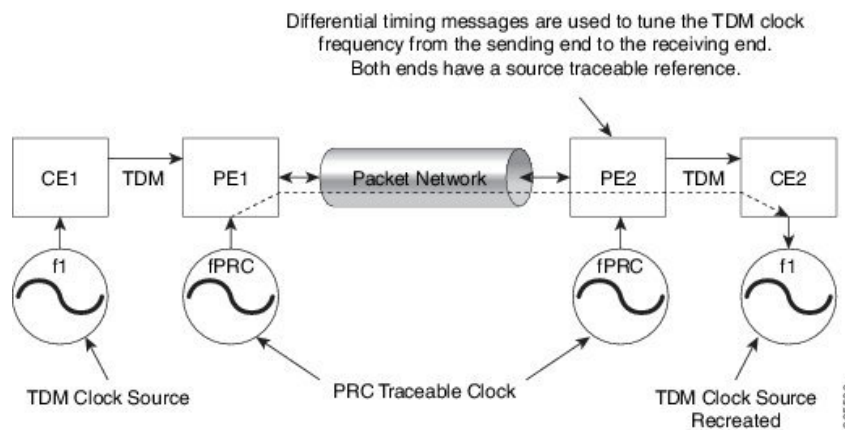 Differential timing messages are used to tune the TDM clock
frequency from the sending end to the receiving end.
Both ends have a source traceable reference.
CE1
TDM
PE1
Packet Network
PE2
TDM
CE2
f1
fPRC
fPRC
f1
TDM Clock Source
PRC Traceable Clock
TDM Clock Source
Recreated